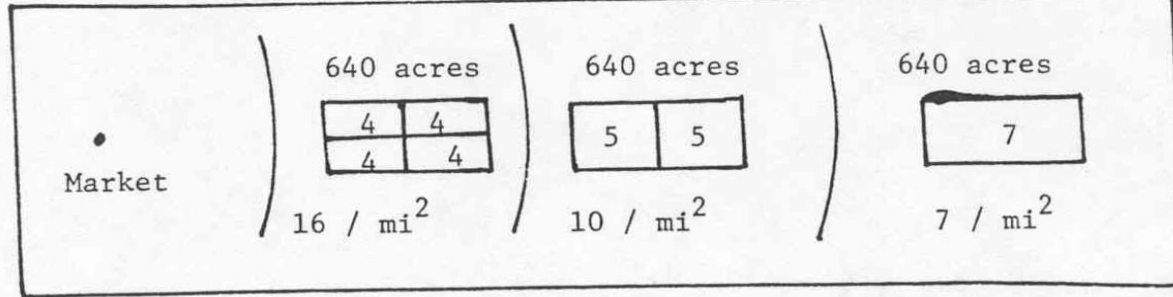 640 acres 640 acres 640 acres
4 4
4 4
5 5
7
Market
16 / mi²
10 / mi²
7 / mi²